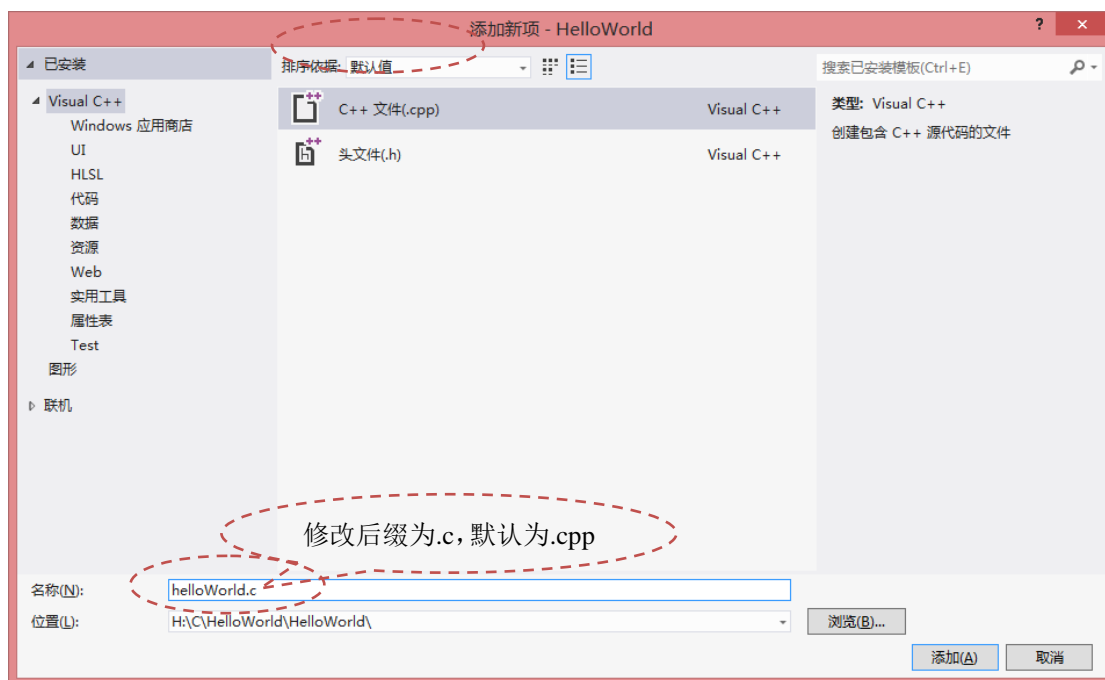 添加新项 - HelloWorld
?
×
已安装
排序依据: 默认值
搜索已安装模板(Ctrl+E)
Visual C++
Windows 应用商店
UI
HLSL
代码
数据
资源
Web
实用工具
属性表
Test
图形
联机
C++ 文件(.cpp) Visual C++
头文件(.h) Visual C++
类型: Visual C++
创建包含 C++ 源代码的文件
修改后缀为.c,默认为.cpp
名称(N): helloWorld.c
位置(L): H:\C\HelloWorld\HelloWorld\
浏览(B)...
添加(A) 取消